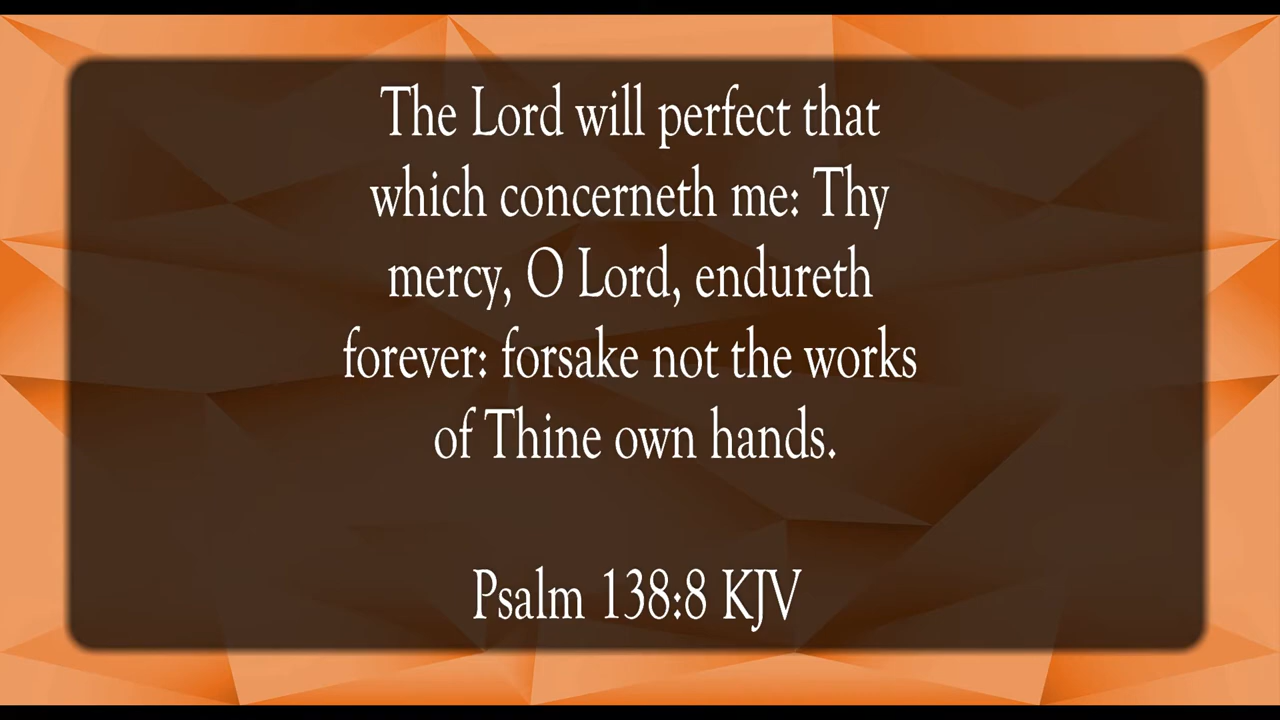 The Lord will perfect that
which concerneth me: Thy
mercy, O Lord, endureth
forever: forsake not the works
of Thine own hands.
Psalm 138:8 KJV